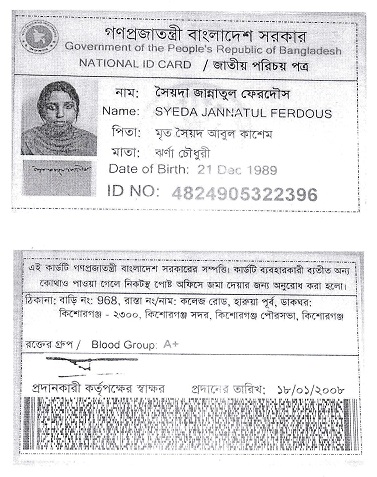 গণপ্রজাতন্ত্রী বাংলাদেশ সরকার
Government of the People's Republic of Bangladesh
NATIONAL ID CARD / জাতীয় পরিচয় পত্র
নাম: সৈয়দা জান্নাতুল ফেরদৌস
Name: SYEDA JANNATUL FERDOUS
পিতা: মৃত সৈয়দ আবুল কাশেম
মাতা: ঝর্ণা চৌধুরী
Date of Birth: 21 Dac 1989
ID NO: 4824905322396
এই কার্ডটি গণপ্রজাতন্ত্রী বাংলাদেশ সরকারের সম্পত্তি। কার্ডটি ব্যবহারকারী ব্যতীত অন্য
কোথাও পাওয়া গেলে নিকটস্থ পোষ্ট অফিসে জমা দেয়ার জন্য অনুরোধ করা হলো।
ঠিকানা: বাড়ি নং: 968, রাস্তা নং/নাম: কলেজ রোড, হারুয়া পূর্ব, ডাকঘর:
কিশোরগঞ্জ - ২৩০০, কিশোরগঞ্জ সদর, কিশোরগঞ্জ পৌরসভা, কিশোরগঞ্জ
রক্তের গ্রুপ / Blood Group: A+
প্রদানকারী কর্তৃপক্ষের স্বাক্ষর প্রদানের তারিখ: ১৮/০১/২০০৮